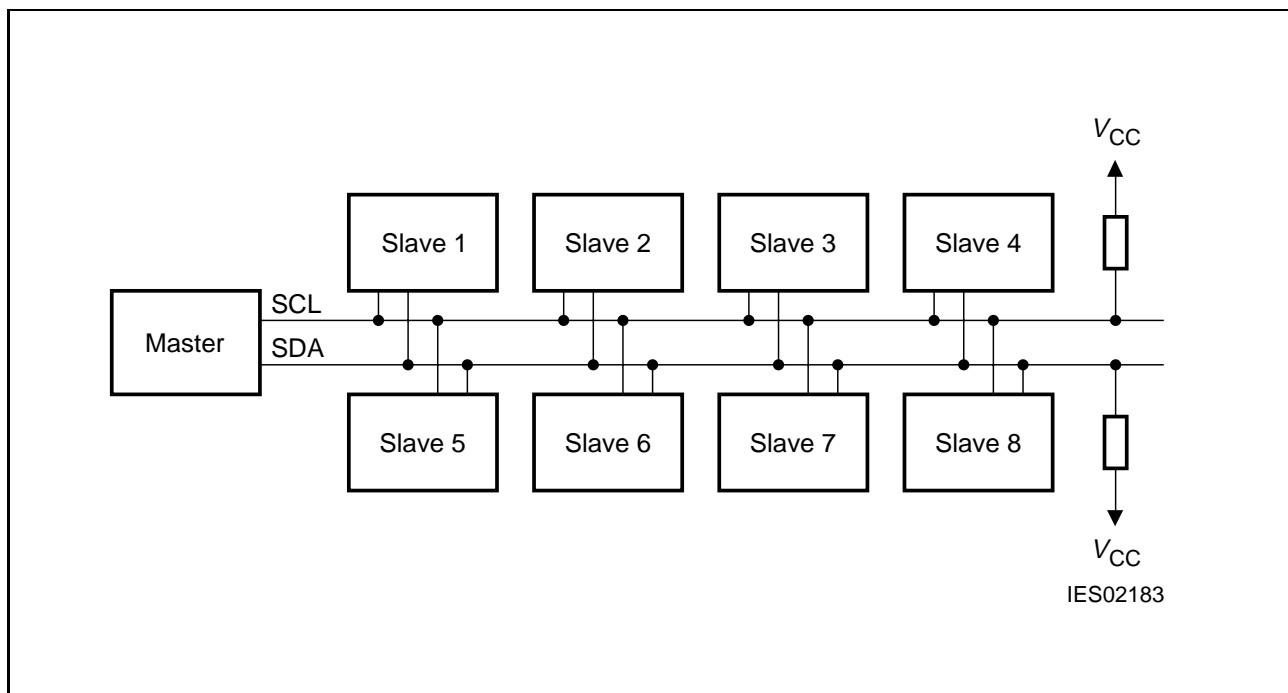 VCC
Slave 1
Slave 2
Slave 3
Slave 4
SCL
Master
SDA
Slave 5
Slave 6
Slave 7
Slave 8
VCC
IES02183